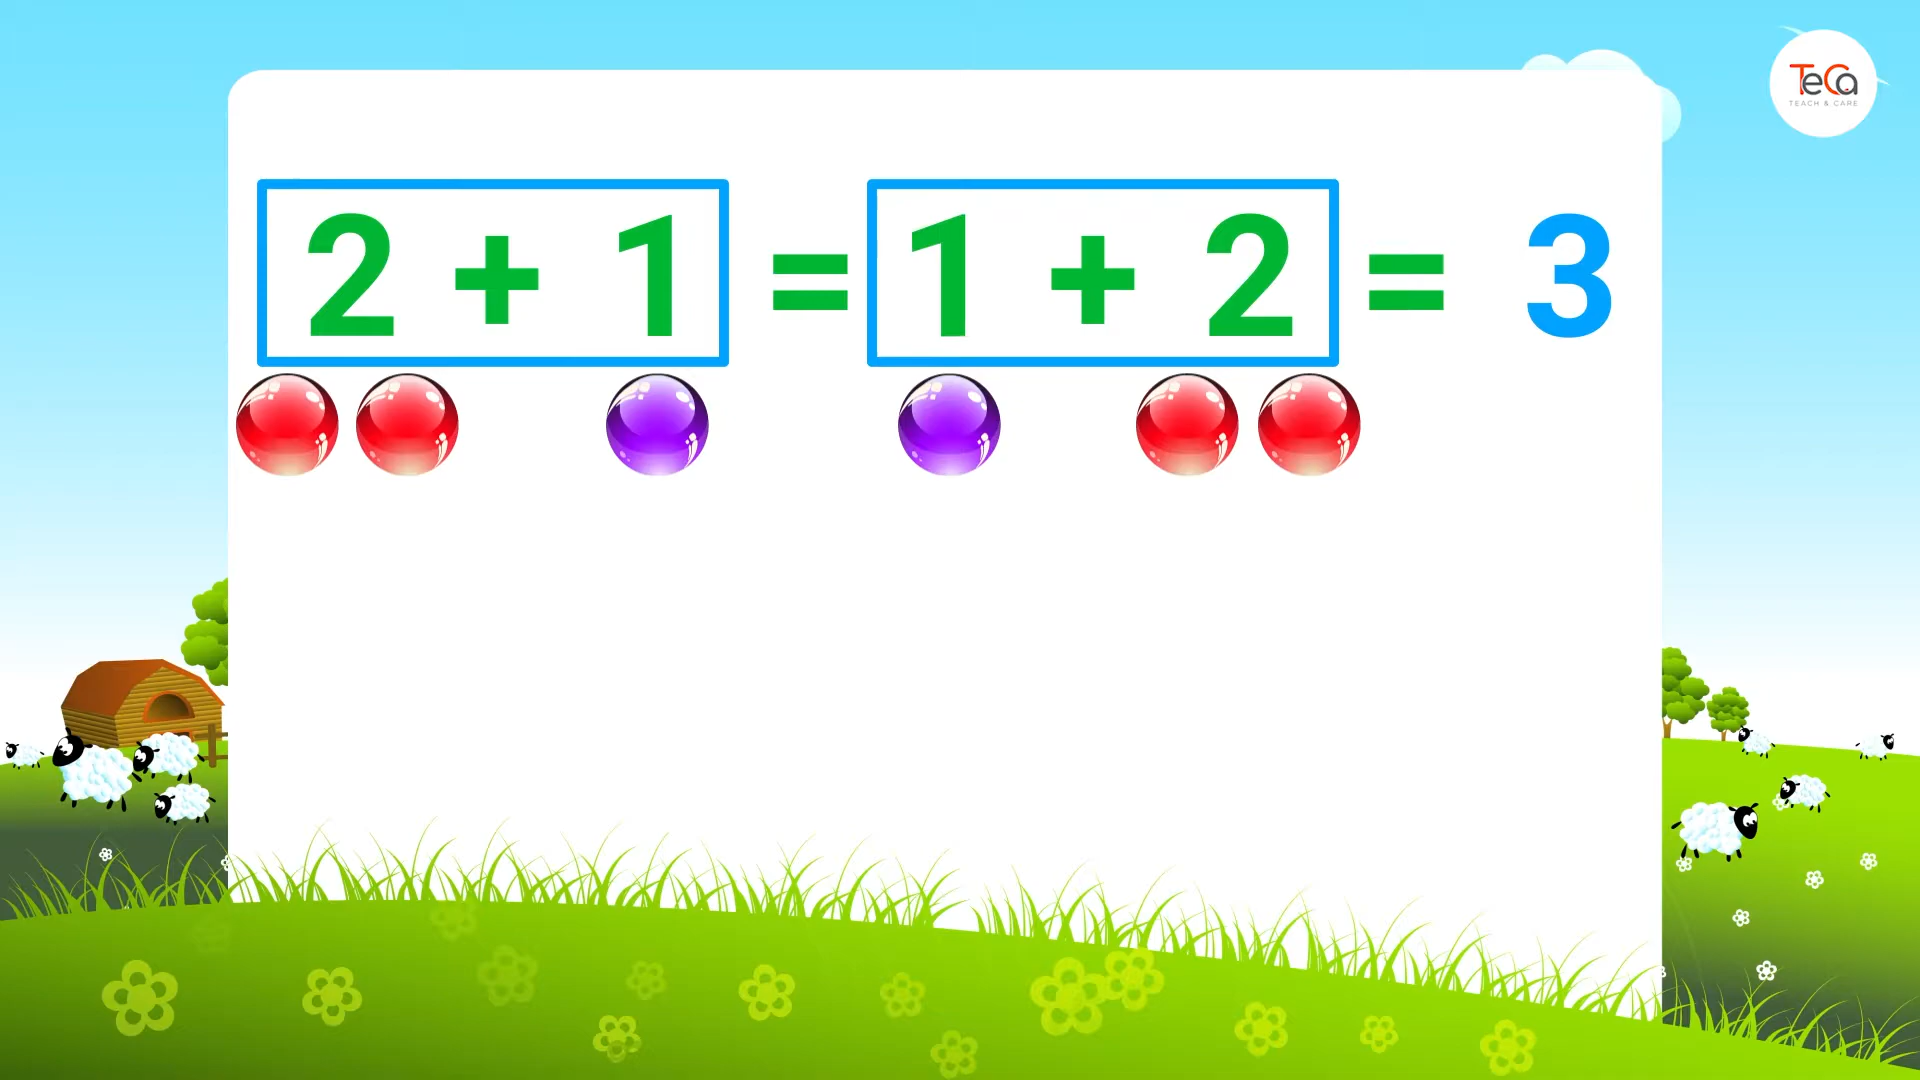 TeCa
TEACH & CARE
2 + 1 = 1 + 2 = 3